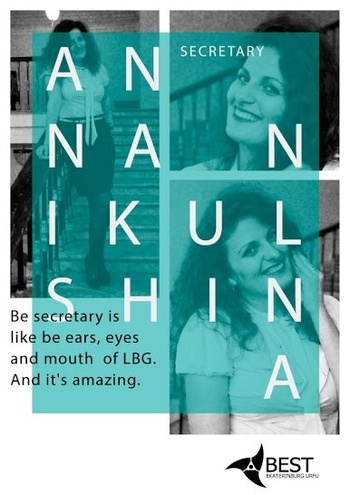 SECRETARY
A N
N A N
I K U L
S H I N
A
Be secretary is
like be ears, eyes
and mouth of LBG.
And it's amazing.
BEST
EKATERINBURG URFU